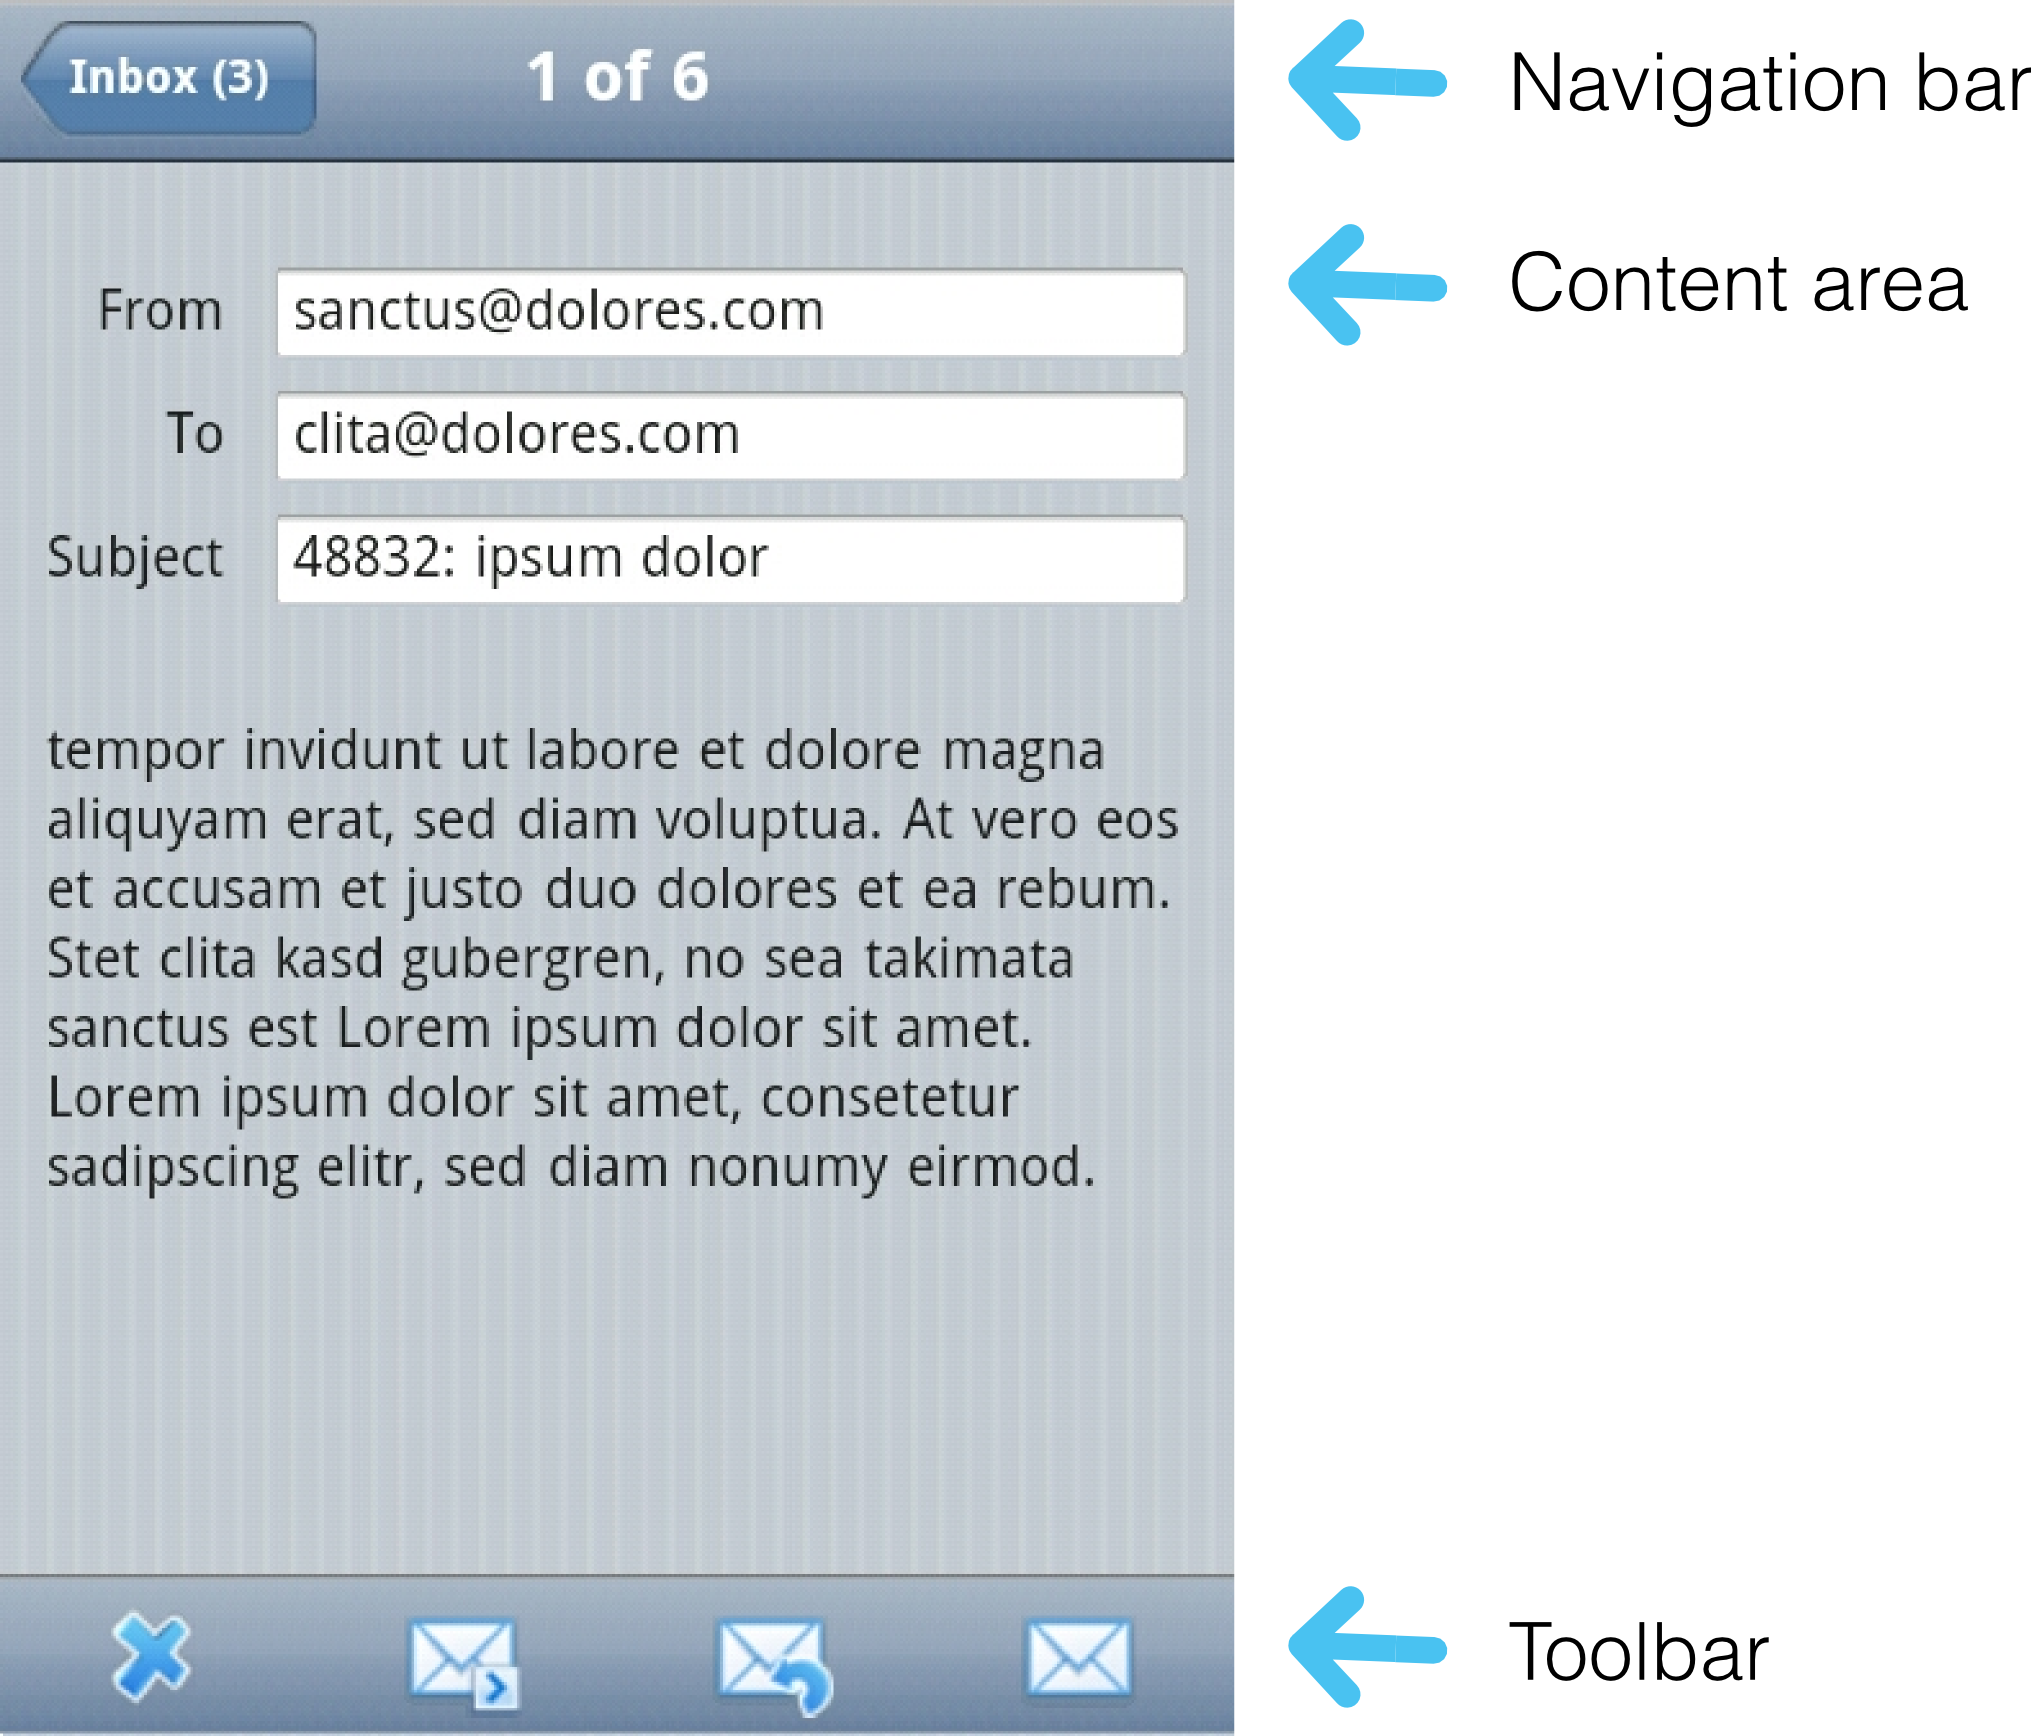 Inbox (3) 1 of 6
Navigation bar
Content area
From sanctus@dolores.com
To clita@dolores.com
Subject 48832: ipsum dolor
tempor invidunt ut labore et dolore magna
aliquyam erat, sed diam voluptua. At vero eos
et accusam et justo duo dolores et ea rebum.
Stet clita kasd gubergren, no sea takimata
sanctus est Lorem ipsum dolor sit amet.
Lorem ipsum dolor sit amet, consetetur
sadipscing elitr, sed diam nonumy eirmod.
Toolbar